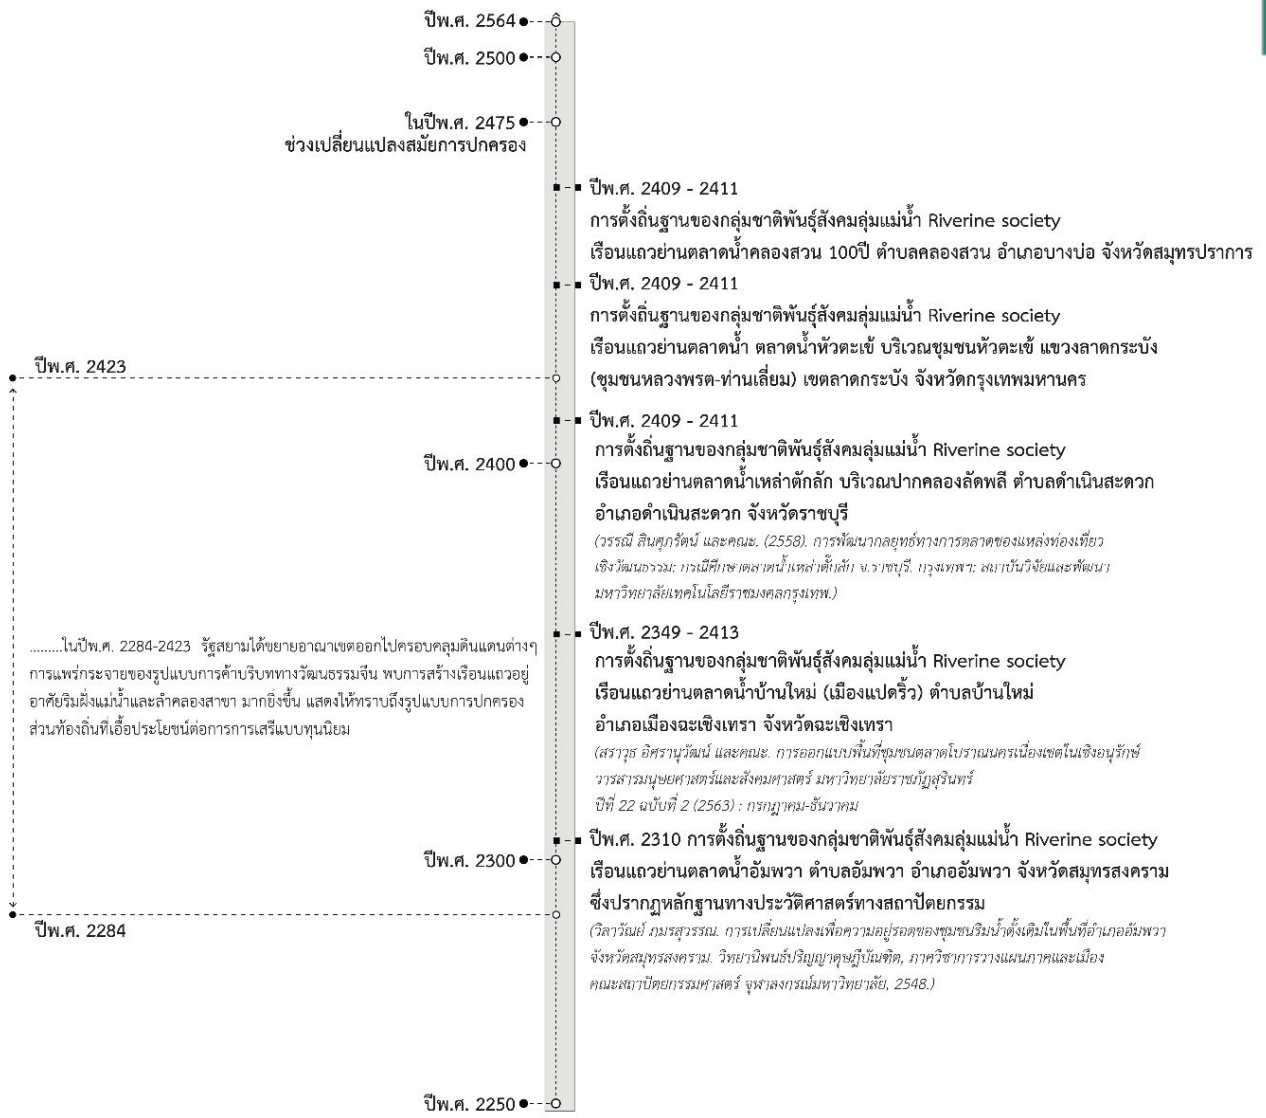 ปีพ.ศ. 2564
ปีพ.ศ. 2500
ในปีพ.ศ. 2475
ช่วงเปลี่ยนแปลงสมัยการปกครอง
ปีพ.ศ. 2409 - 2411
การตั้งถิ่นฐานของกลุ่มชาติพันธุ์สังคมลุ่มแม่น้ำ Riverine society
เรือนแถวย่านตลาดน้ำคลองสวน 100ปี ตำบลคลองสวน อำเภอบางบ่อ จังหวัดสมุทรปราการ
ปีพ.ศ. 2409 - 2411
การตั้งถิ่นฐานของกลุ่มชาติพันธุ์สังคมลุ่มแม่น้ำ Riverine society
เรือนแถวย่านตลาดน้ำ ตลาดน้ำหัวตะเข้ บริเวณชุมชนหัวตะเข้ แขวงลาดกระบัง
(ชุมชนหลวงพรต-ท่านเลี่ยม) เขตลาดกระบัง จังหวัดกรุงเทพมหานคร
ปีพ.ศ. 2423
ปีพ.ศ. 2409 - 2411
การตั้งถิ่นฐานของกลุ่มชาติพันธุ์สังคมลุ่มแม่น้ำ Riverine society
เรือนแถวย่านตลาดน้ำเหล่าตักลัก บริเวณปากคลองลัดพลี ตำบลดำเนินสะดวก
อำเภอดำเนินสะดวก จังหวัดราชบุรี
(วรรณี สินศุภรัตน์ และคณะ. (2558). การพัฒนากลยุทธ์ทางการตลาดของแหล่งท่องเที่ยว
เชิงวัฒนธรรม: กรณีศึกษาตลาดน้ำเหล่าตั๊กลัก จ.ราชบุรี. กรุงเทพฯ: สถาบันวิจัยและพัฒนา
มหาวิทยาลัยเทคโนโลยีราชมงคลกรุงเทพ.)
ปีพ.ศ. 2400
ปีพ.ศ. 2349 - 2413
การตั้งถิ่นฐานของกลุ่มชาติพันธุ์สังคมลุ่มแม่น้ำ Riverine society
เรือนแถวย่านตลาดน้ำบ้านใหม่ (เมืองแปดริ้ว) ตำบลบ้านใหม่
อำเภอเมืองฉะเชิงเทรา จังหวัดฉะเชิงเทรา
(สราวุธ อิศรานุวัฒน์ และคณะ. การออกแบบพื้นที่ชุมชนตลาดโบราณนครเนื่องเขตในเชิงอนุรักษ์
วารสารมนุษยศาสตร์และสังคมศาสตร์ มหาวิทยาลัยราชภัฏสุรินทร์
ปีที่ 22 ฉบับที่ 2 (2563) : กรกฎาคม-ธันวาคม
.........ในปีพ.ศ. 2284-2423 รัฐสยามได้ขยายอาณาเขตออกไปครอบคลุมดินแดนต่างๆ
การแพร่กระจายของรูปแบบการค้าบริบททางวัฒนธรรมจีน พบการสร้างเรือนแถวอยู่
อาศัยริมฝั่งแม่น้ำและลำคลองสาขา มากยิ่งขึ้น แสดงให้ทราบถึงรูปแบบการปกครอง
ส่วนท้องถิ่นที่เอื้อประโยชน์ต่อการการเสรีแบบทุนนิยม
ปีพ.ศ. 2310 การตั้งถิ่นฐานของกลุ่มชาติพันธุ์สังคมลุ่มแม่น้ำ Riverine society
เรือนแถวย่านตลาดน้ำอัมพวา ตำบลอัมพวา อำเภออัมพวา จังหวัดสมุทรสงคราม
ซึ่งปรากฏหลักฐานทางประวัติศาสตร์ทางสถาปัตยกรรม
(วิลาวัณย์ ภมรสุวรรณ. การเปลี่ยนแปลงเพื่อความอยู่รอดของชุมชนริมน้ำดั้งเดิมในพื้นที่อำเภออัมพวา
จังหวัดสมุทรสงคราม. วิทยานิพนธ์ปริญญาดุษฎีบัณฑิต, ภาควิชาการวางแผนภาคและเมือง
คณะสถาปัตยกรรมศาสตร์ จุฬาลงกรณ์มหาวิทยาลัย, 2548.)
ปีพ.ศ. 2300
ปีพ.ศ. 2284
ปีพ.ศ. 2250